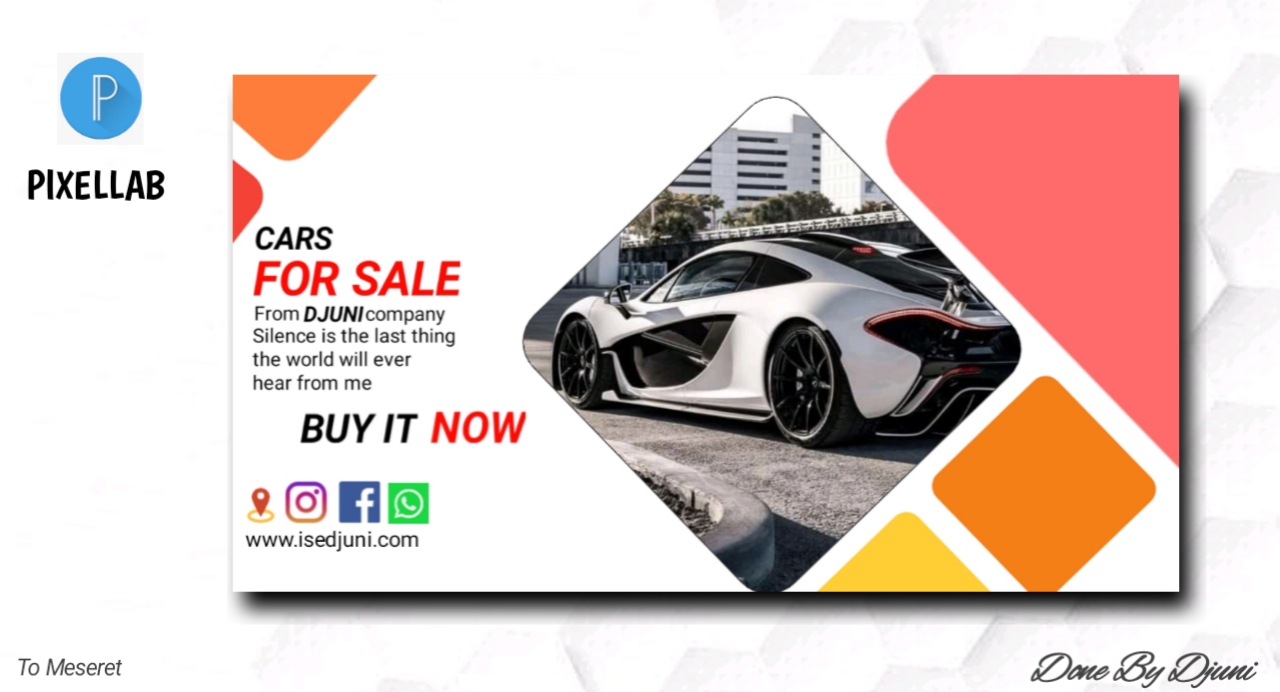 P
PIXELLAB
CARS
FOR SALE
From DJUNI company
Silence is the last thing
the world will ever
hear from me
BUY IT NOW
www.isedjuni.com
To Meseret
Done By Djuni